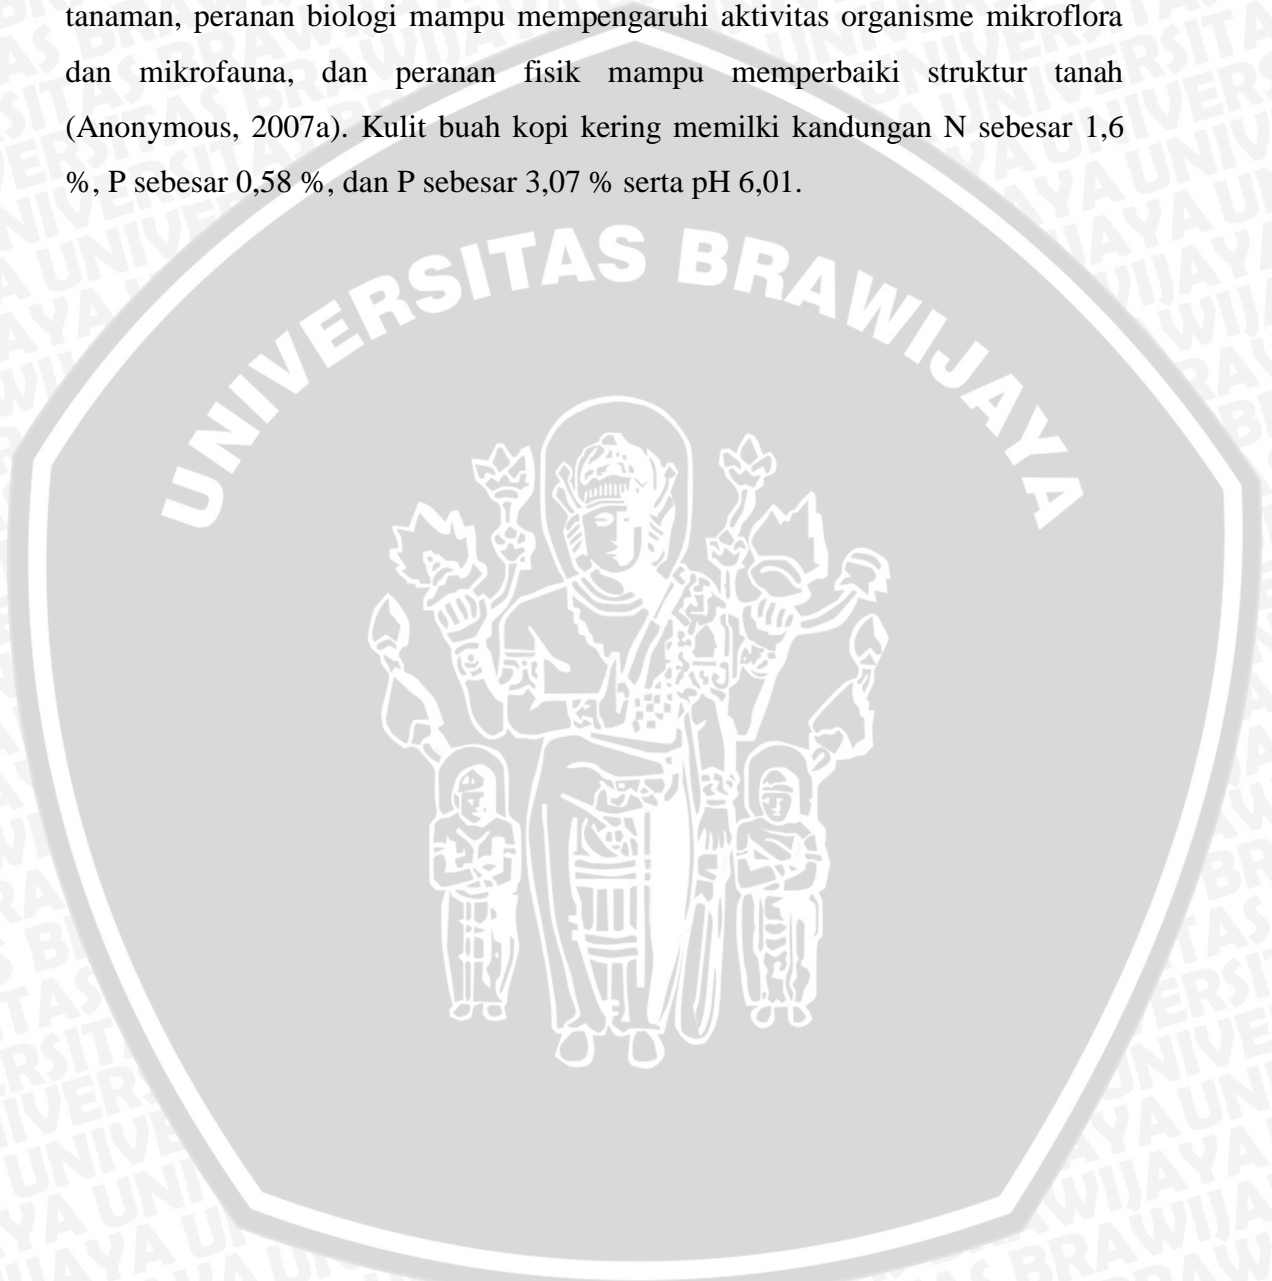 tanaman, peranan biologi mampu mempengaruhi aktivitas organisme mikroflora
dan mikrofauna, dan peranan fisik mampu memperbaiki struktur tanah
(Anonymous, 2007a). Kulit buah kopi kering memilki kandungan N sebesar 1,6
%, P sebesar 0,58 %, dan P sebesar 3,07 % serta pH 6,01.
UNIVERSITAS BRAWIJAYA